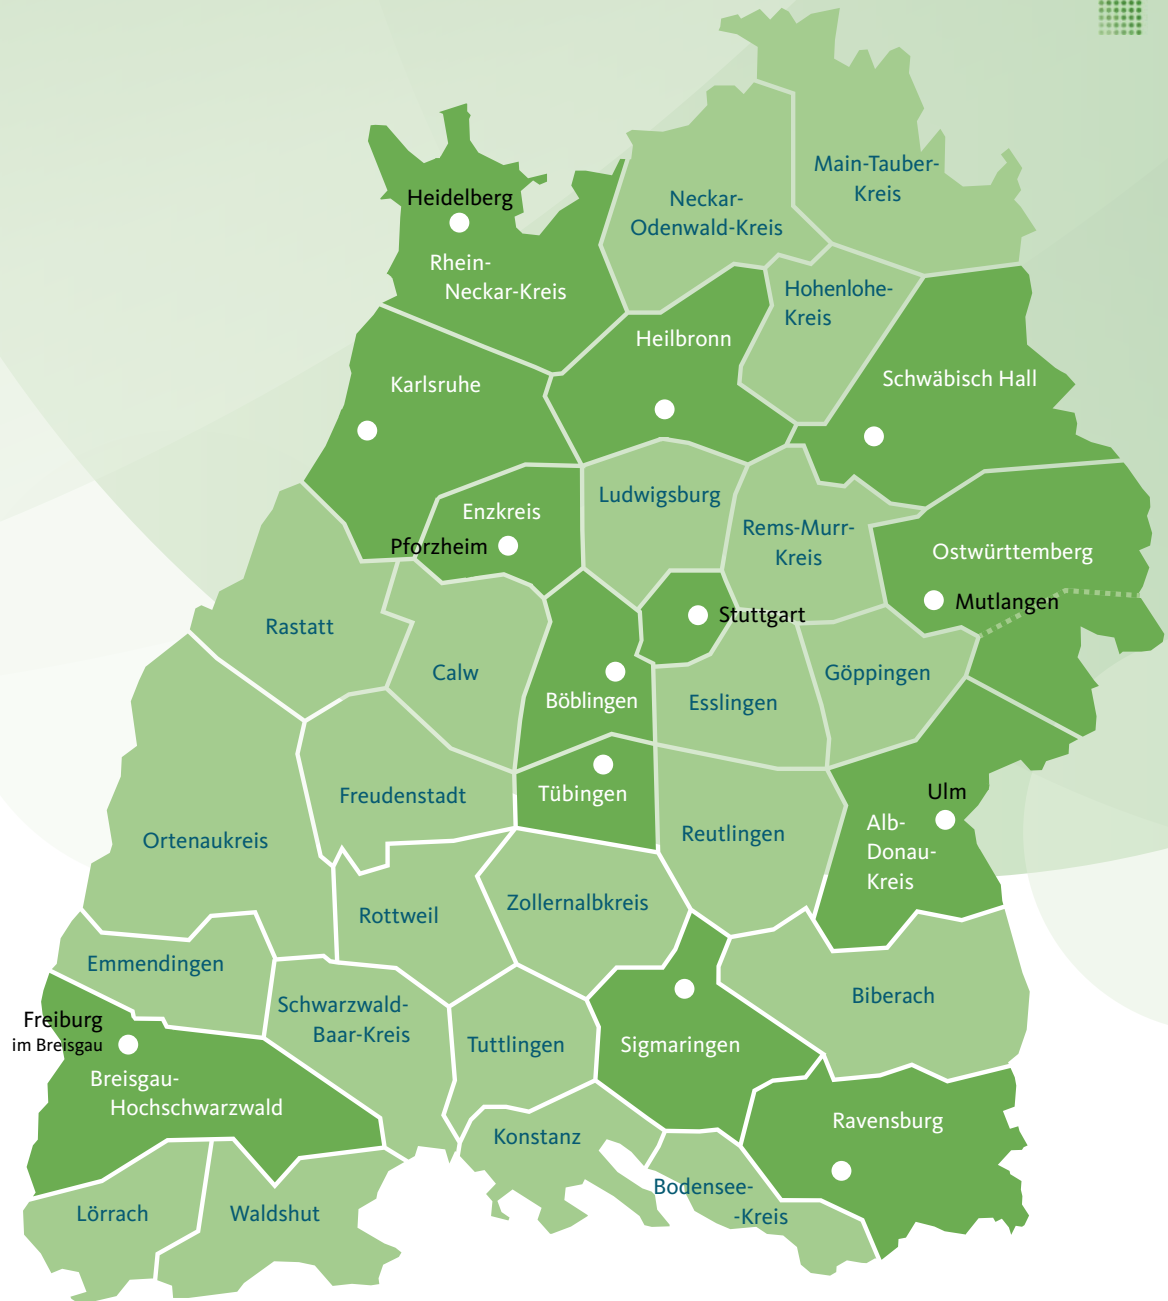 Main-Tauber-
Kreis
Neckar-
Odenwald-Kreis
Heidelberg
Rhein-
Neckar-Kreis
Hohenlohe-
Kreis
Heilbronn
Karlsruhe
Schwäbisch Hall
Ludwigsburg
Enzkreis
Pforzheim
Rems-Murr-
Kreis
Ostwürttemberg
Mutlangen
Stuttgart
Rastatt
Calw
Böblingen
Esslingen
Göppingen
Freudenstadt
Tübingen
Reutlingen
Ulm
Alb-
Donau-
Kreis
Ortenaukreis
Rottweil
Zollernalbkreis
Emmendingen
Schwarzwald-
Baar-Kreis
Biberach
Freiburg
im Breisgau
Tuttlingen
Sigmaringen
Breisgau-
Hochschwarzwald
Konstanz
Ravensburg
Bodensee-
-Kreis
Lörrach
Waldshut